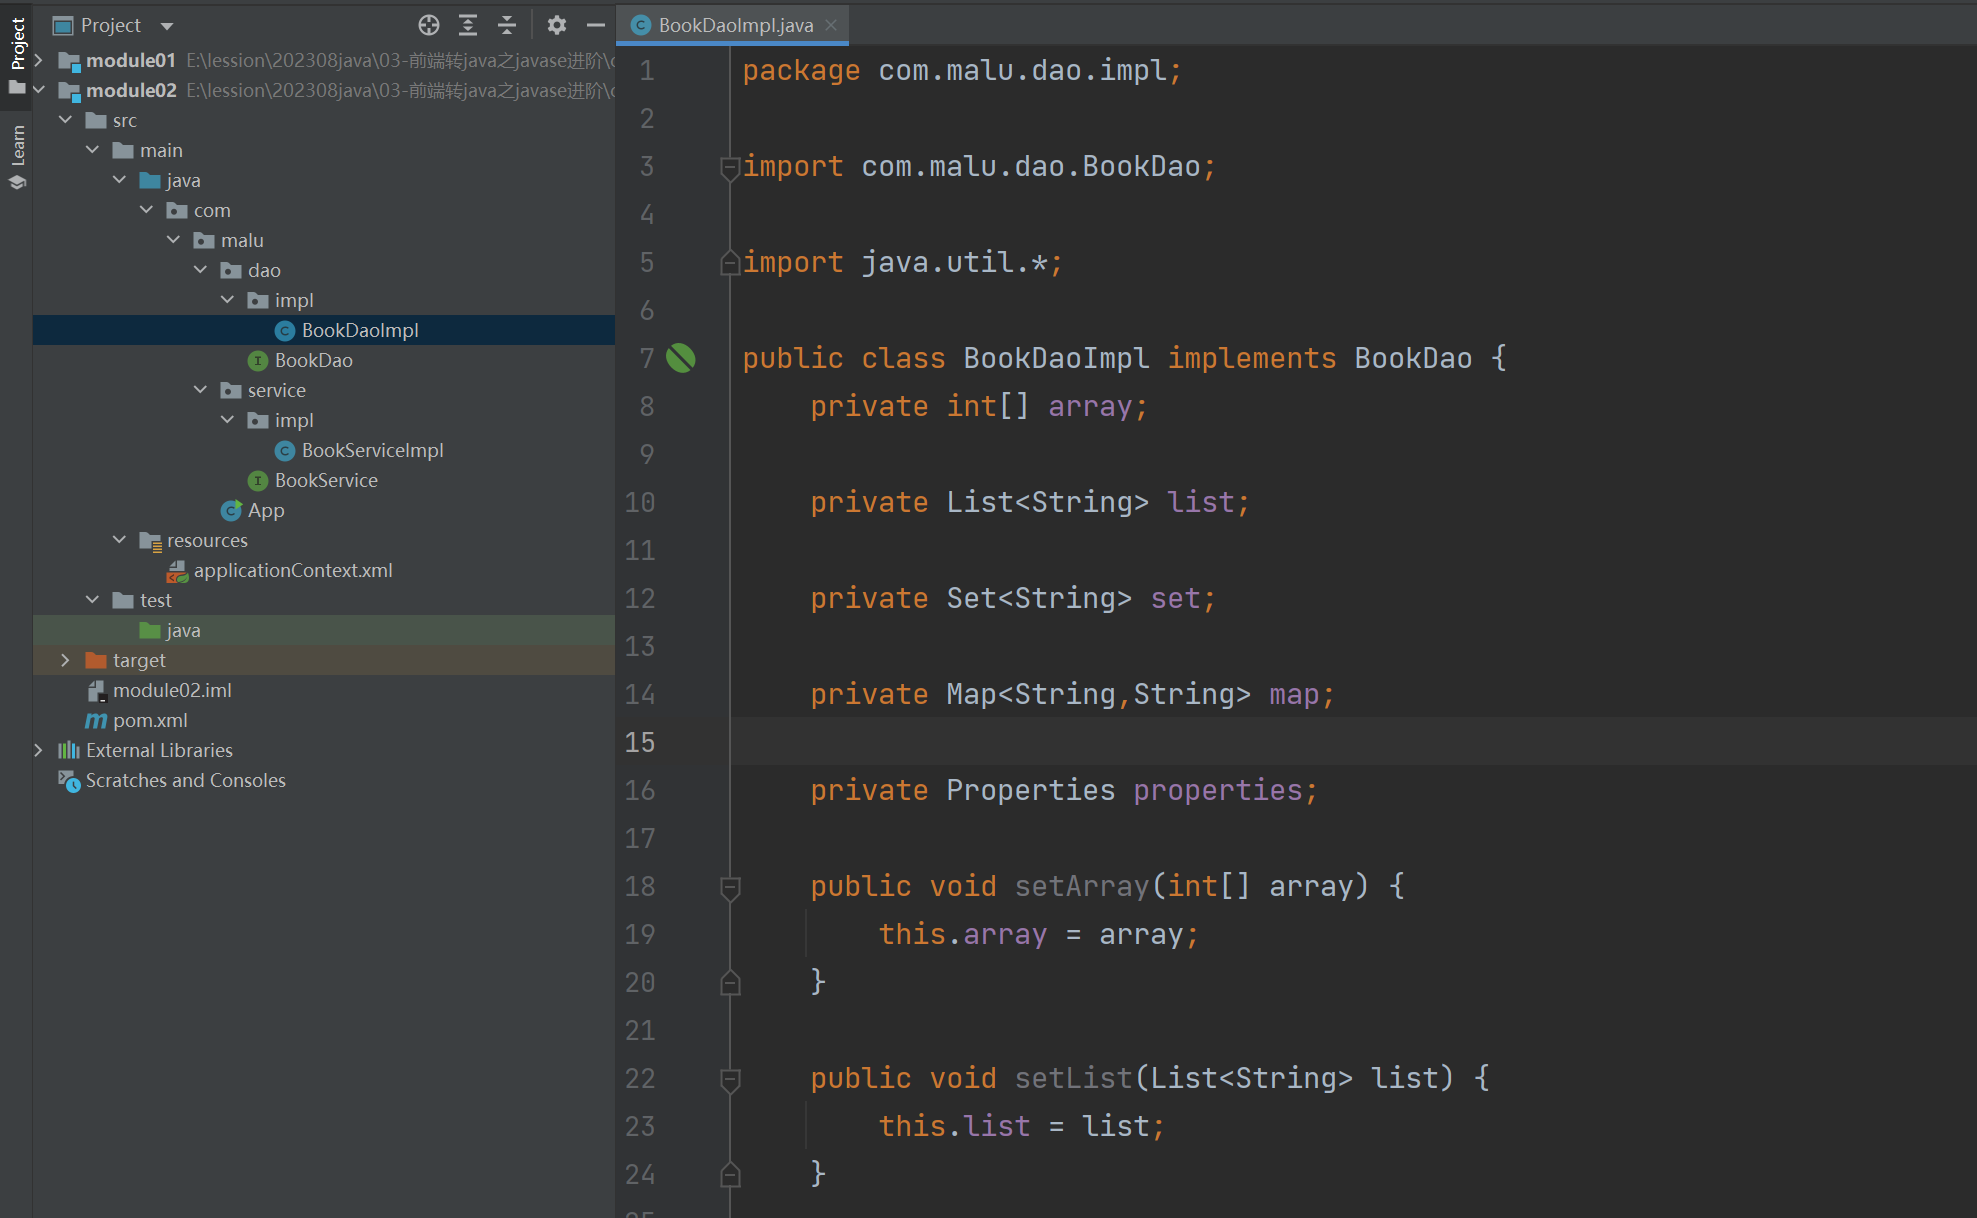 Project
Learn
Project
module01 E:\lession\202308java\03-前端转java之javase进阶\c
module02 E:\lession\202308java\03-前端转java之javase进阶\c
src
main
java
com
malu
dao
impl
BookDaoImpl
BookDao
service
impl
BookServiceImpl
BookService
App
resources
applicationContext.xml
test
java
target
module02.iml
pom.xml
External Libraries
Scratches and Consoles
BookDaoImpl.java
1 package com.malu.dao.impl;
2
3 import com.malu.dao.BookDao;
4
5 import java.util.*;
6
7 public class BookDaoImpl implements BookDao {
8 private int[] array;
9
10 private List<String> list;
11
12 private Set<String> set;
13
14 private Map<String,String> map;
15
16 private Properties properties;
17
18 public void setArray(int[] array) {
19 this.array = array;
20 }
21
22 public void setList(List<String> list) {
23 this.list = list;
24 }
25